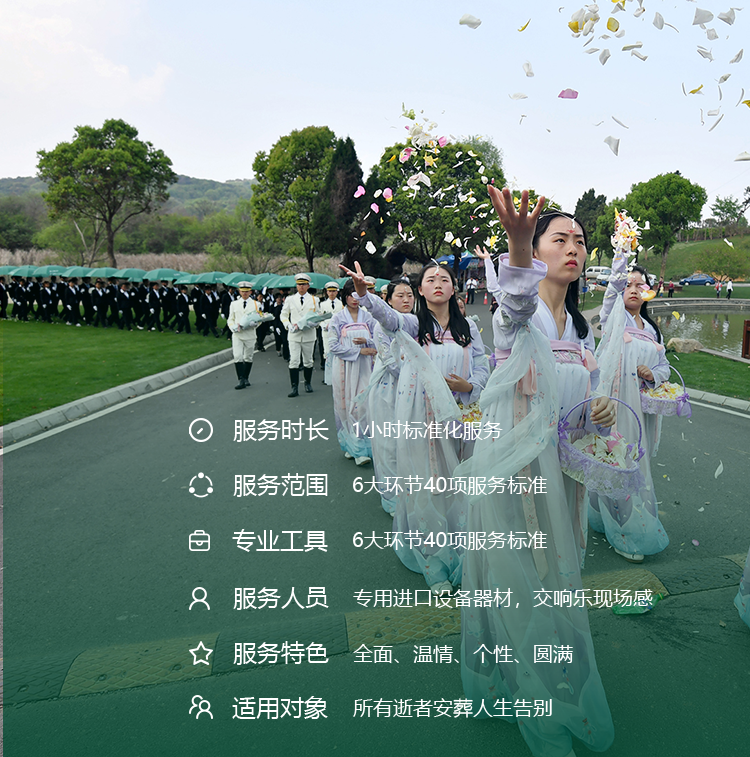 服务时长 1小时标准化服务
服务范围 6大环节40项服务标准
专业工具 6大环节40项服务标准
服务人员 专用进口设备器材，交响乐现场感
服务特色 全面、温情、个性、圆满
适用对象 所有逝者安葬人生告别